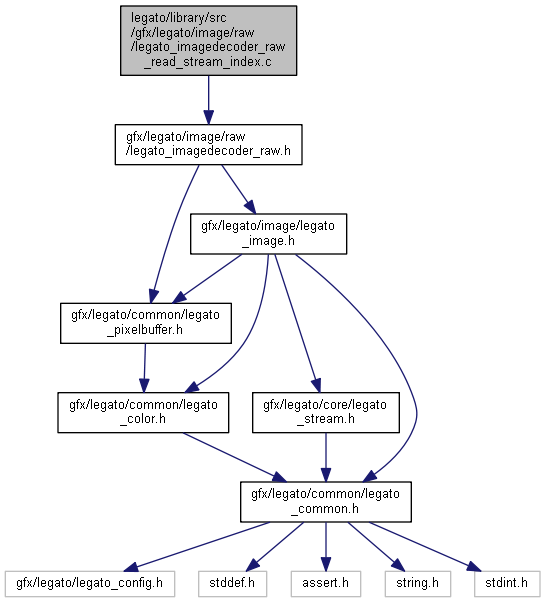 legato/library/src
/gfx/legato/image/raw
/legato_imagedecoder_raw
_read_stream_index.c
gfx/legato/image/raw
/legato_imagedecoder_raw.h
gfx/legato/image/legato
_image.h
gfx/legato/common/legato
_pixelbuffer.h
gfx/legato/common/legato
_color.h
gfx/legato/core/legato
_stream.h
gfx/legato/common/legato
_common.h
gfx/legato/legato_config.h
stddef.h
assert.h
string.h
stdint.h